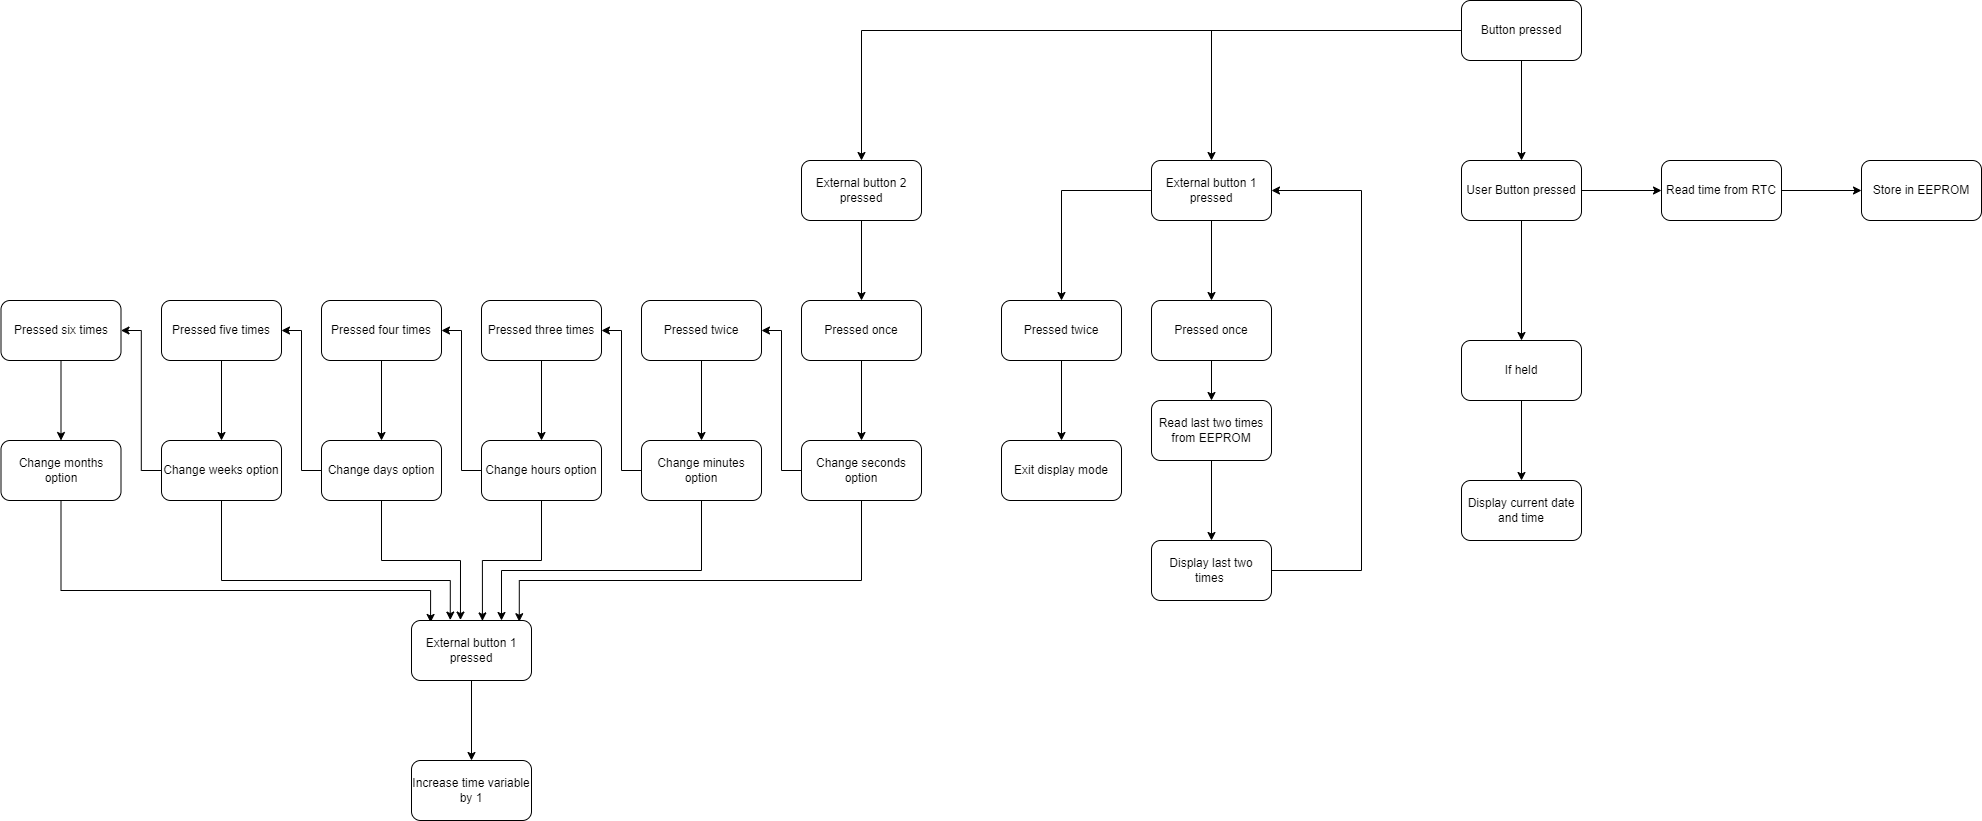 Button pressed
External button 2
pressed
External button 1
pressed
User Button pressed
Read time from RTC
Store in EEPROM
Pressed six times
Pressed five times
Pressed four times
Pressed three times
Pressed twice
Pressed once
Pressed twice
Pressed once
If held
Read last two times
from EEPROM
Change months
option
Change weeks option
Change days option
Change hours option
Change minutes
option
Change seconds
option
Exit display mode
Display current date
and time
Display last two
times
External button 1
pressed
Increase time variable
by 1